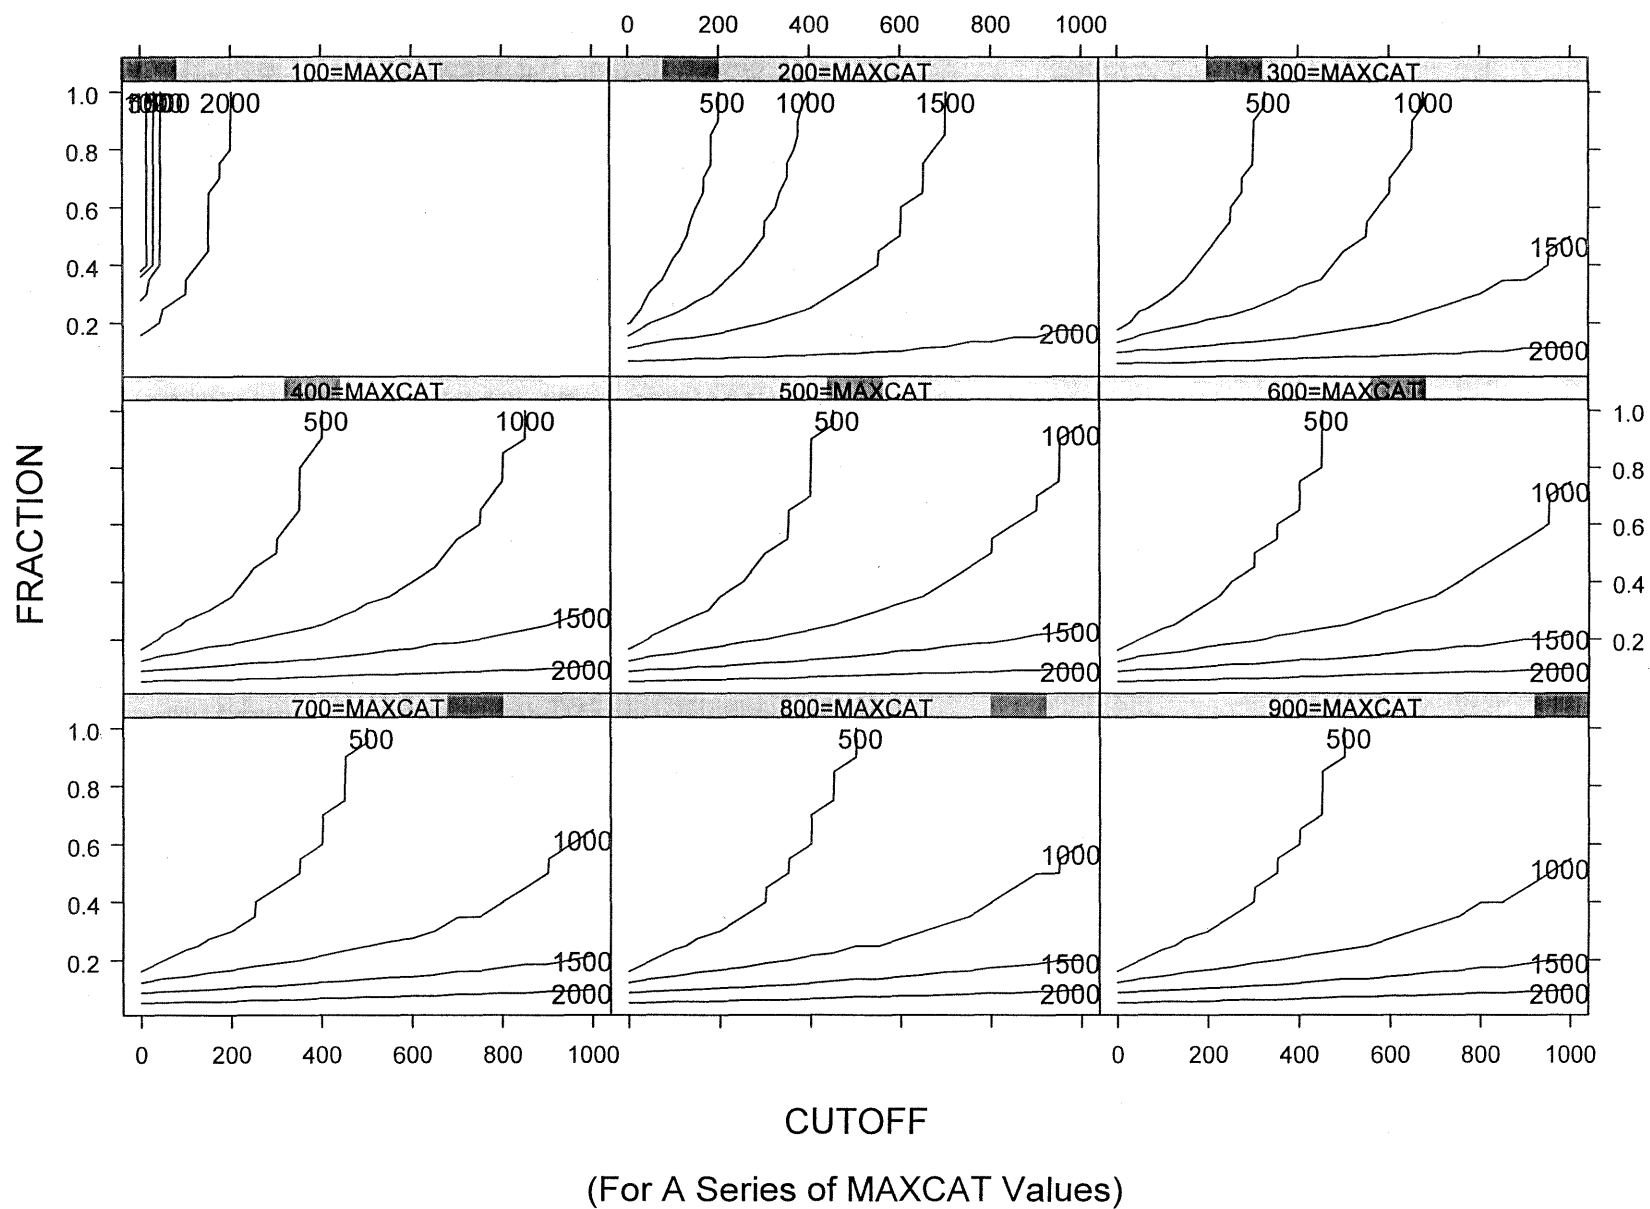 0 200 400 600 800 1000
100=MAXCAT 200=MAXCAT 300=MAXCAT
1.0 2000 500 1000 1500 500 1000
0.8
0.6
1500
0.4
0.2 2000 2000
400=MAXCAT 500=MAXCAT 600=MAXCAT
500 1000 500 1000 500 1.0
0.8
1000
0.6
FRACTION
0.4
1500 1500 1500 0.2
2000 2000 2000
700=MAXCAT 800=MAXCAT 900=MAXCAT
1.0 500 500 500
0.8
0.6 1000 1000 1000
0.4
0.2 1500 1500 1500
2000 2000 2000
0 200 400 600 800 1000 0 200 400 600 800 1000
CUTOFF
(For A Series of MAXCAT Values)